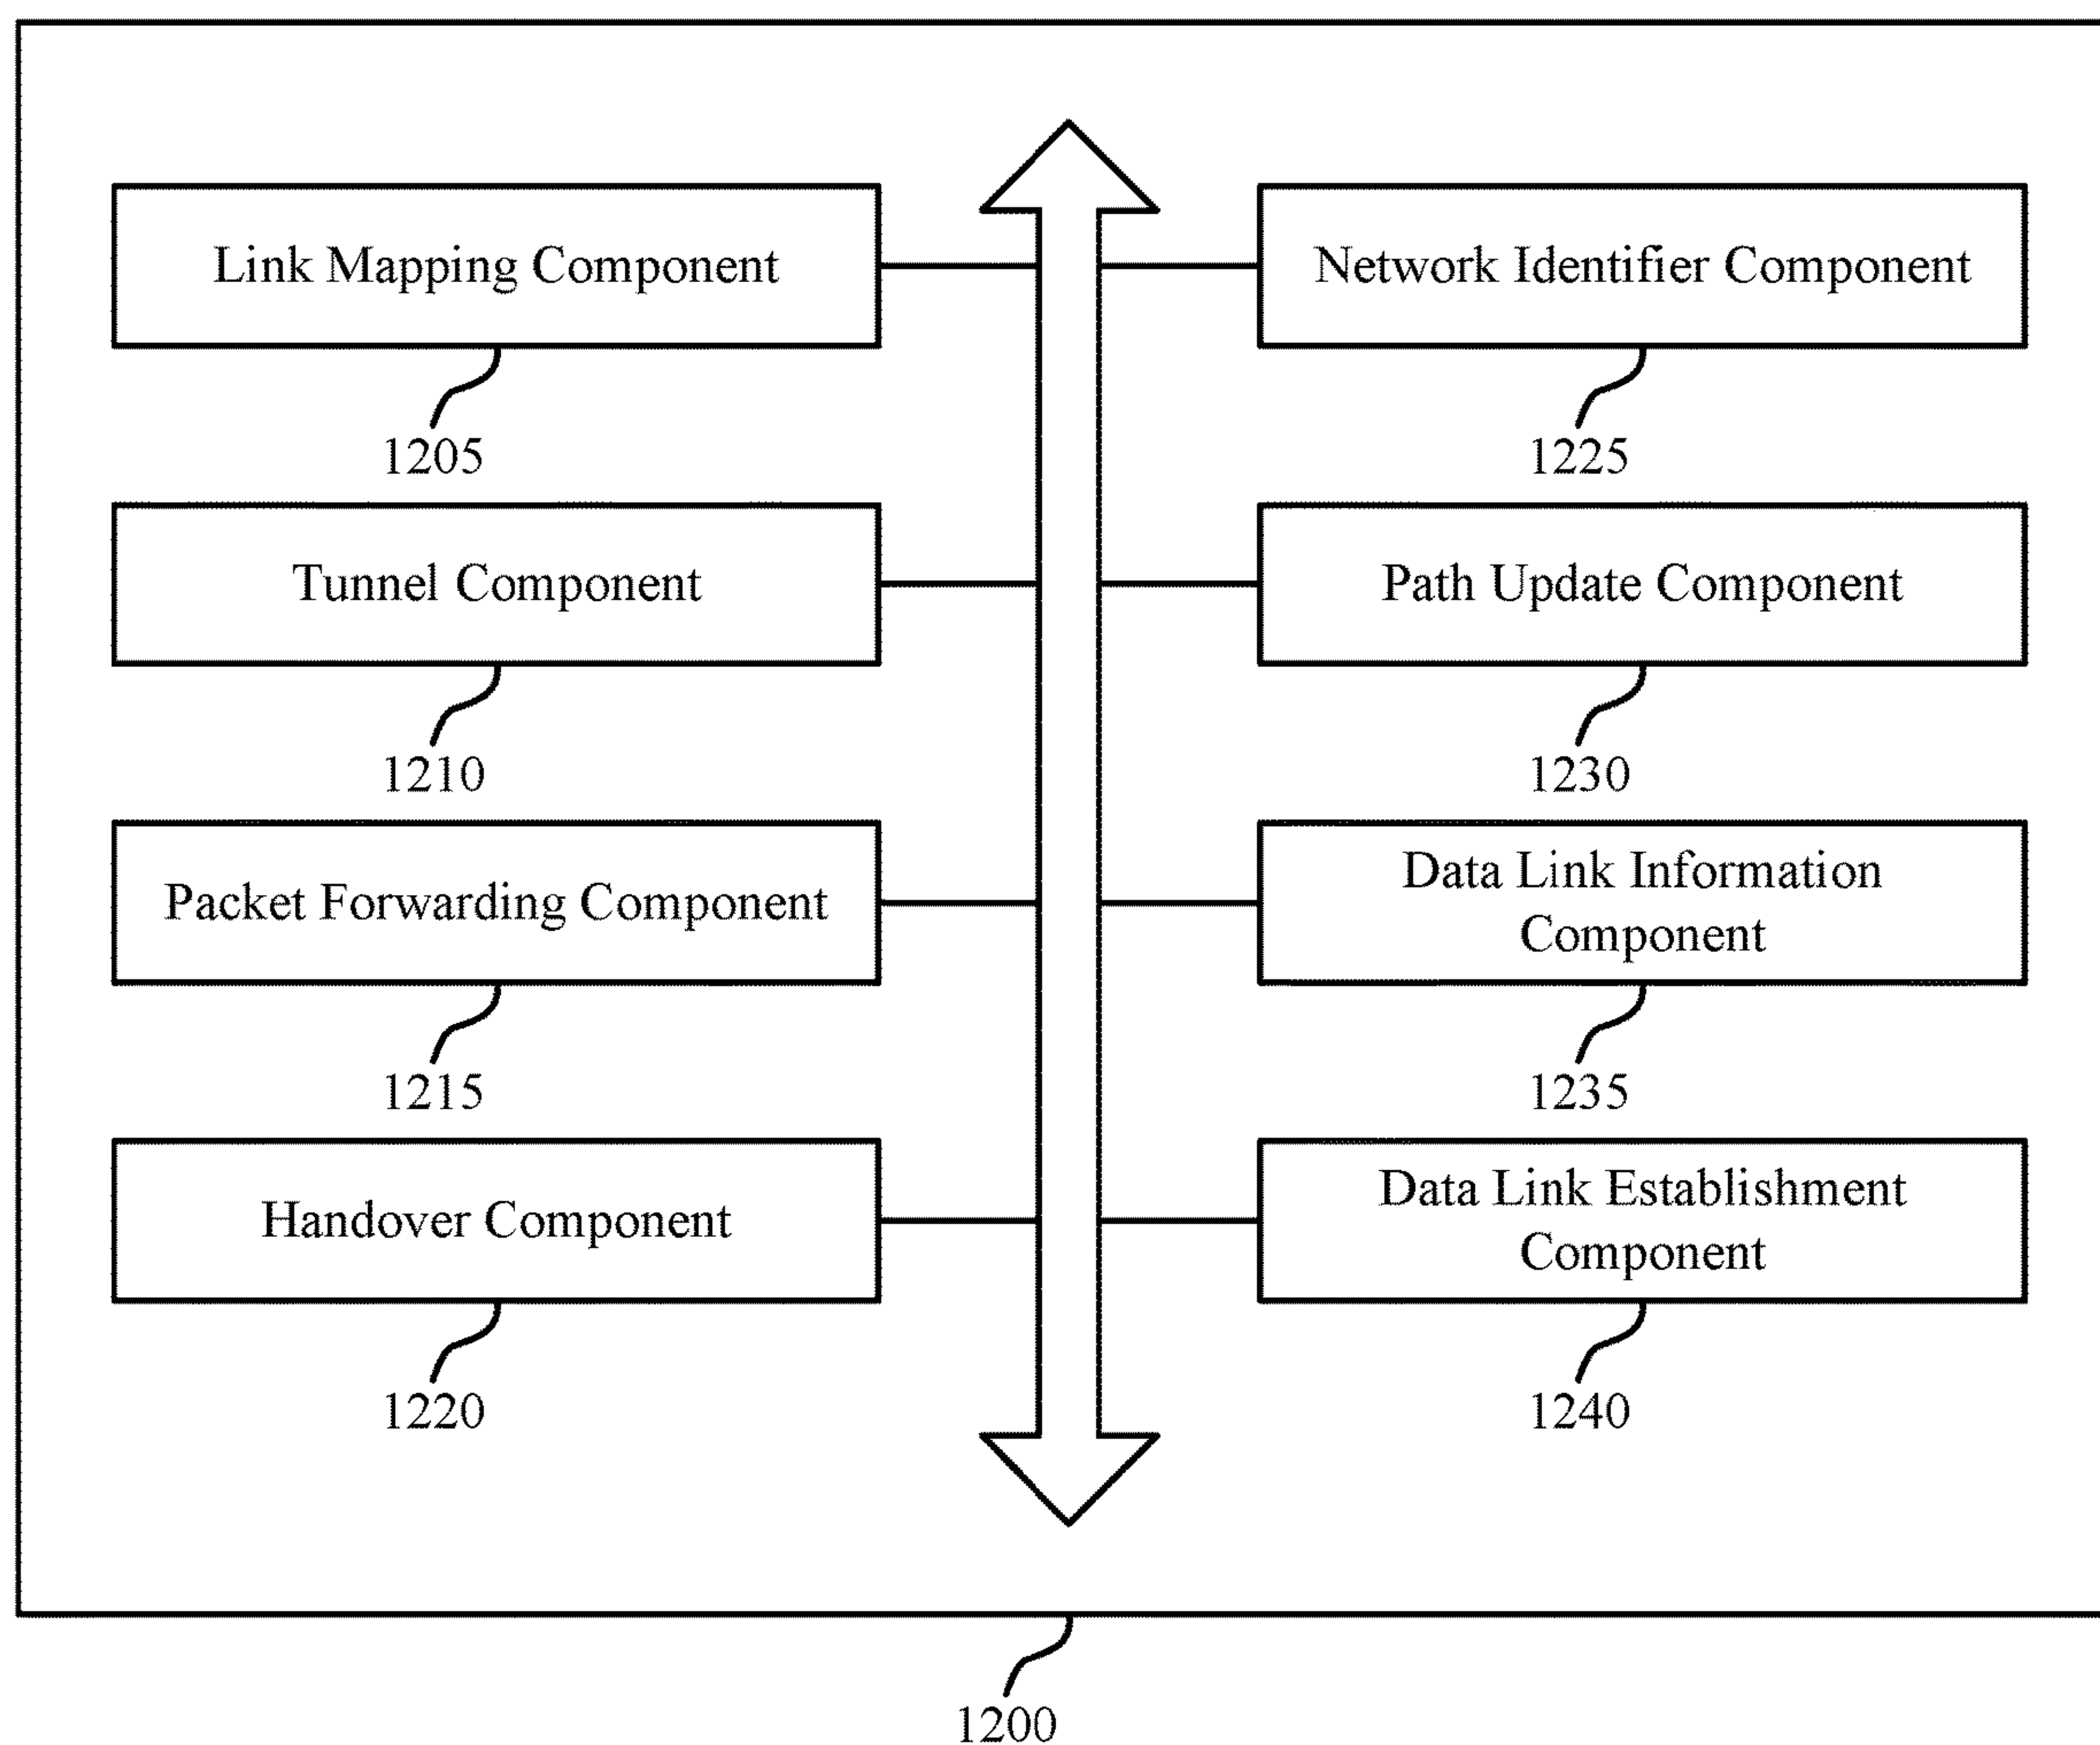 Link Mapping Component
1205
Tunnel Component
1210
Packet Forwarding Component
1215
Handover Component
1220
Network Identifier Component
1225
Path Update Component
1230
Data Link Information
Component
1235
Data Link Establishment
Component
1240
1200